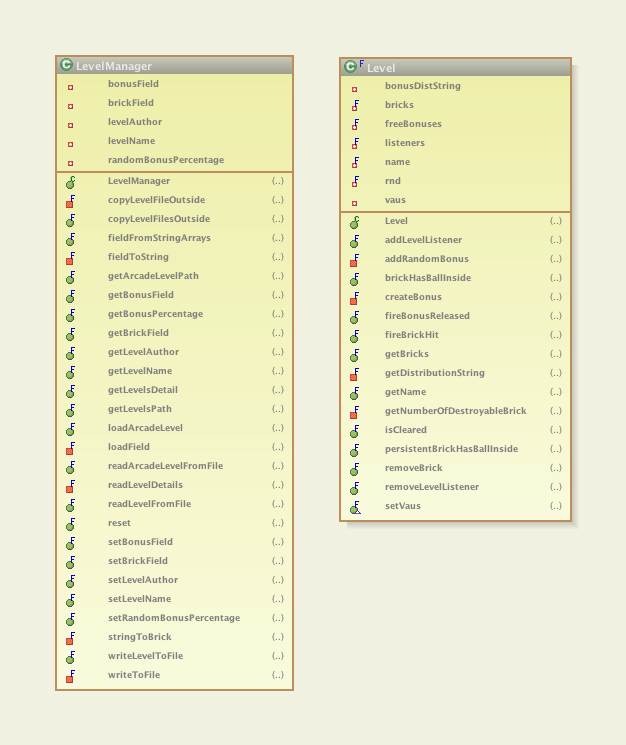 LevelManager
bonusField
brickField
levelAuthor
levelName
randomBonusPercentage
LevelManager (..)
copyLevelFileOutside (..)
copyLevelFilesOutside (..)
fieldFromStringArrays (..)
fieldToString (..)
getArcadeLevelPath (..)
getBonusField (..)
getBonusPercentage (..)
getBrickField (..)
getLevelAuthor (..)
getLevelName (..)
getLevelsDetail (..)
getLevelsPath (..)
loadArcadeLevel (..)
loadField (..)
readArcadeLevelFromFile (..)
readLevelDetails (..)
readLevelFromFile (..)
reset (..)
setBonusField (..)
setBrickField (..)
setLevelAuthor (..)
setLevelName (..)
setRandomBonusPercentage (..)
stringToBrick (..)
writeLevelToFile (..)
writeToFile (..)
Level
bonusDistString
bricks
freeBonuses
listeners
name
rnd
vaus
Level (..)
addLevelListener (..)
addRandomBonus (..)
brickHasBallInside (..)
createBonus (..)
fireBonusReleased (..)
fireBrickHit (..)
getBricks (..)
getDistributionString (..)
getName (..)
getNumberOfDestroyableBrick (..)
isCleared (..)
persistentBrickHasBallInside (..)
removeBrick (..)
removeLevelListener (..)
setVaus (..)